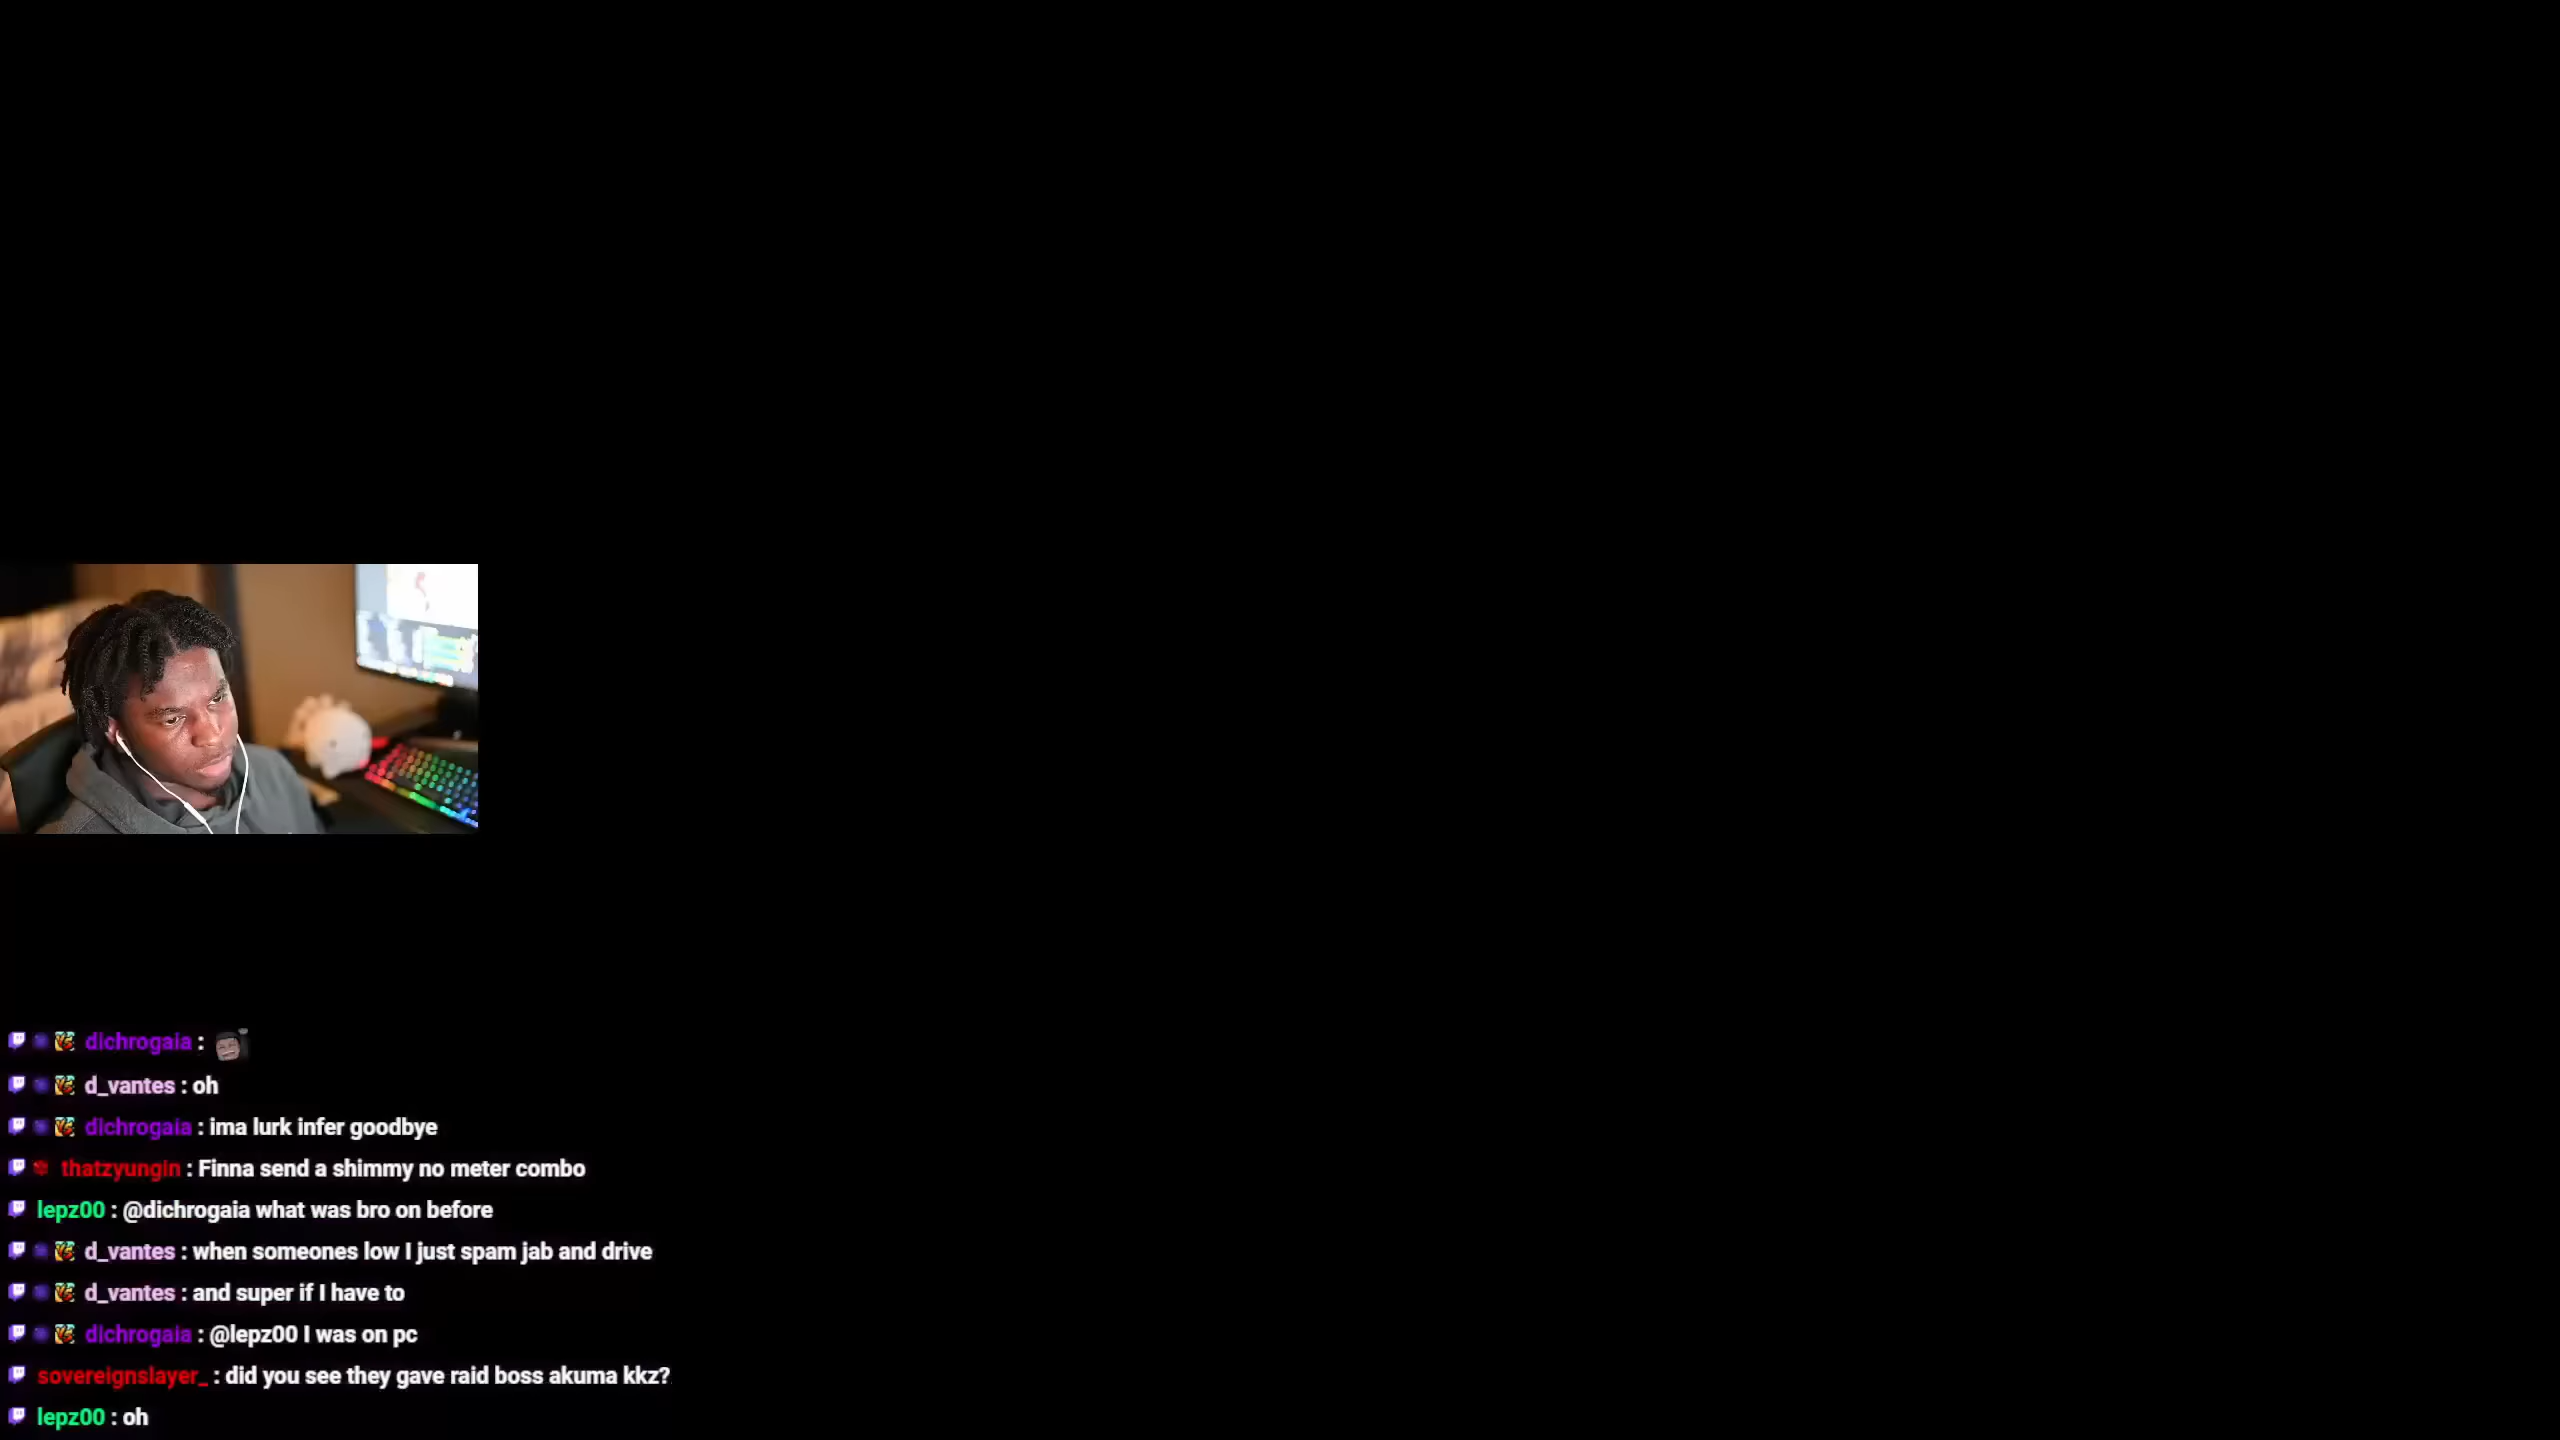 dichrogaia :
d_vantes : oh
dichrogaia : ima lurk infer goodbye
thatzyungin : Finna send a shimmy no meter combo
lepz00 : @dichrogaia what was bro on before
d_vantes : when someones low I just spam jab and drive
d_vantes : and super if I have to
dichrogaia : @lepz00 I was on pc
sovereignslayer_ : did you see they gave raid boss akuma kkz?
lepz00 : oh